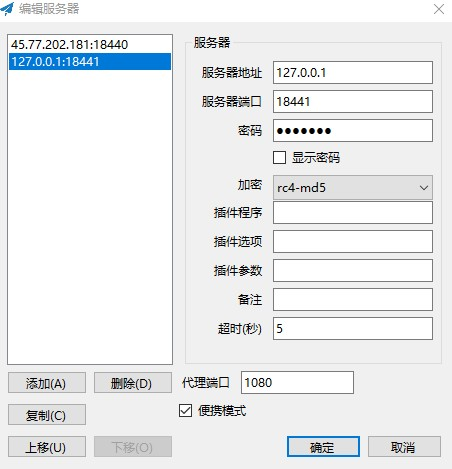 编辑服务器
45.77.202.181:18440
127.0.0.1:18441
服务器
服务器地址 127.0.0.1
服务器端口 18441
密码 ●●●●●●●
显示密码
加密 rc4-md5
插件程序
插件选项
插件参数
备注
超时(秒) 5
添加(A) 删除(D) 代理端口 1080
复制(C) 便携模式
上移(U) 下移(O) 确定 取消